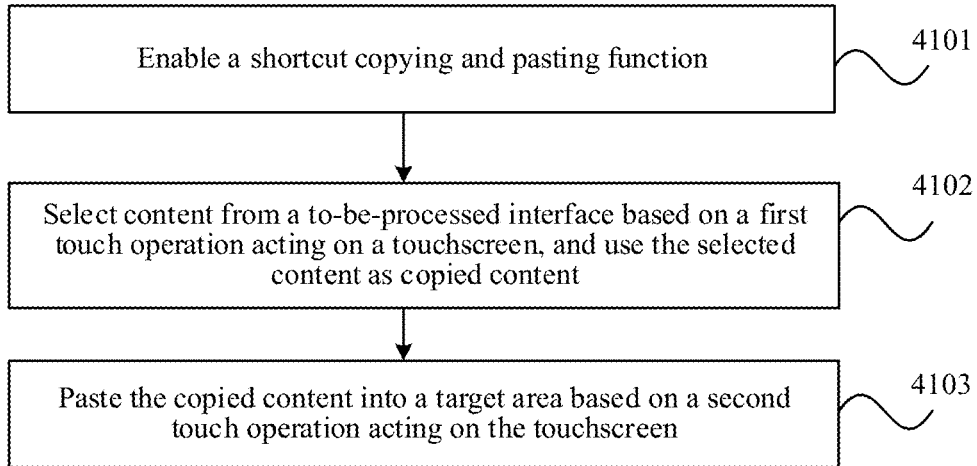 Enable a shortcut copying and pasting function
4101
4102
Select content from a to-be-processed interface based on a first
touch operation acting on a touchscreen, and use the selected
content as copied content
4103
Paste the copied content into a target area based on a second
touch operation acting on the touchscreen